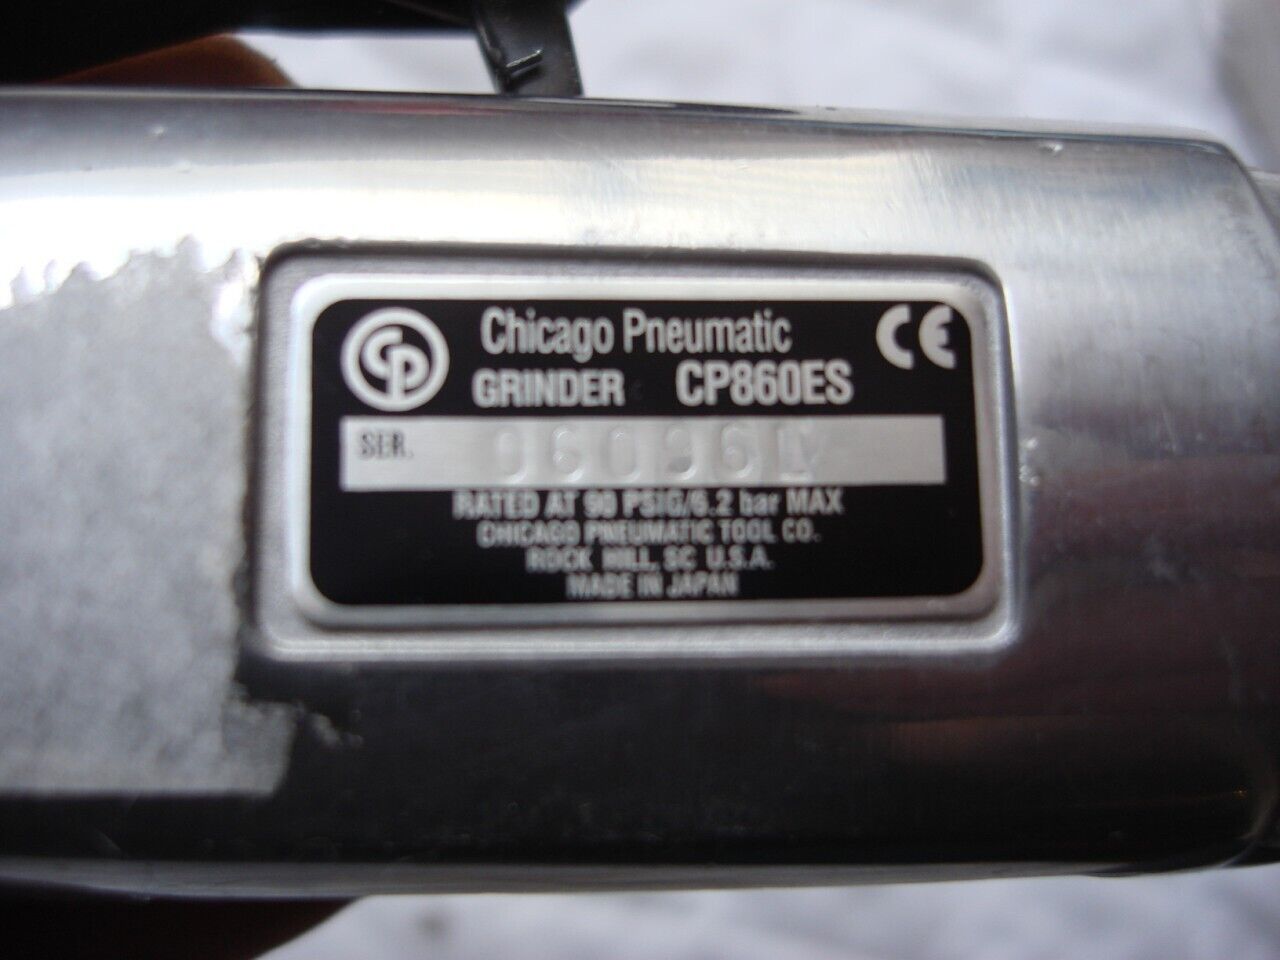 CP Chicago Pneumatic CE
GRINDER CP860ES
SER.
RATED AT 90 PSIG/6.2 bar MAX
CHICAGO PNEUMATIC TOOL CO.
ROCK HILL, SC U.S.A.
MADE IN JAPAN